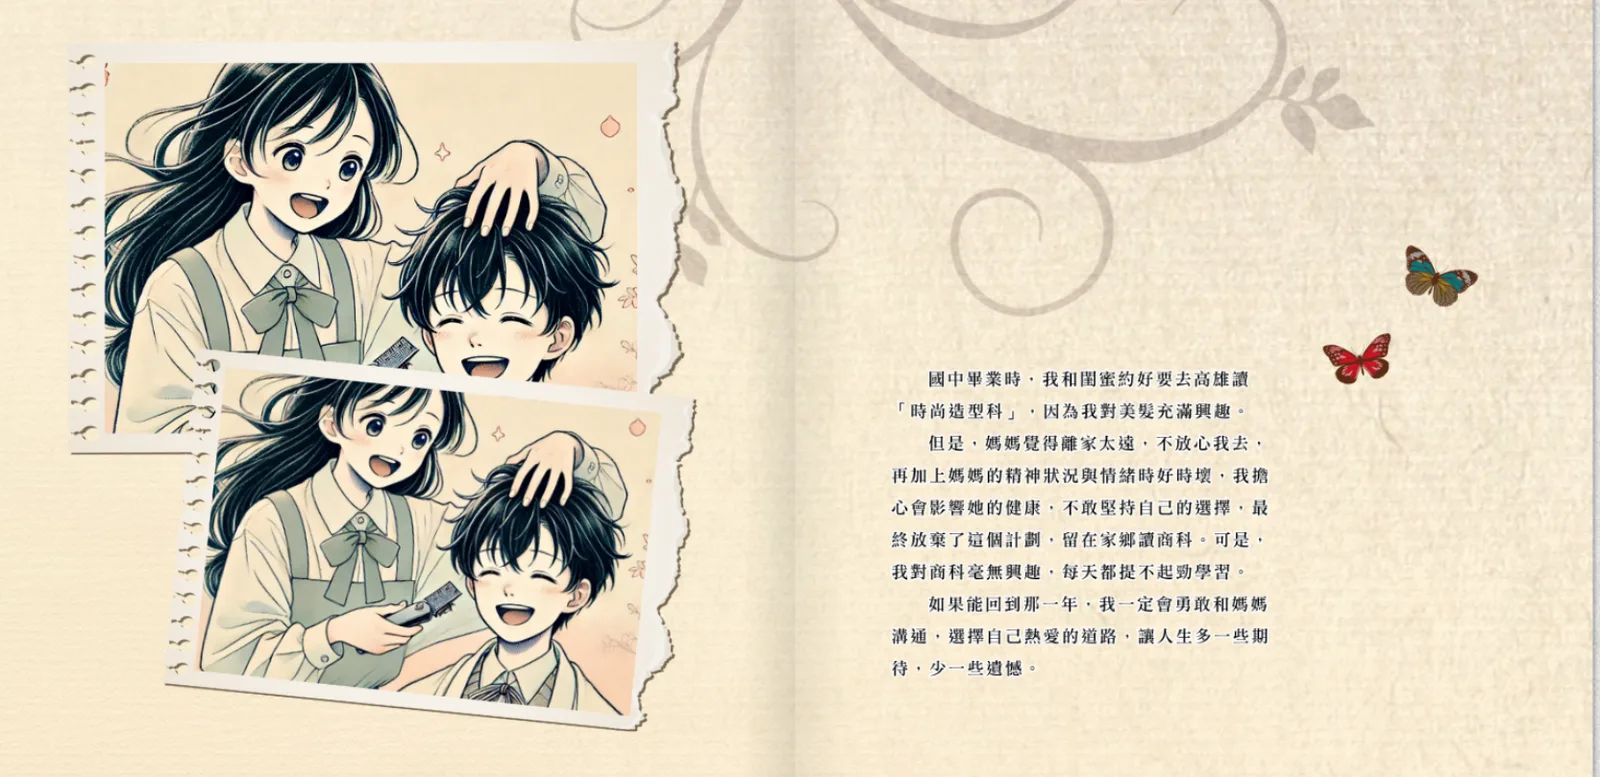 國中畢業時，我和閨蜜約好要去高雄讀
「時尚造型科」，因為我對美髮充滿興趣。
但是，媽媽覺得離家太遠，不放心我去，
再加上媽媽的精神狀況與情緒時好時壞，我擔
心會影響她的健康，不敢堅持自己的選擇，最
終放棄了這個計劃，留在家鄉讀商科。可是，
我對商科毫無興趣，每天都提不起勁學習。
如果能回到那一年，我一定會勇敢和媽媽
溝通，選擇自己熱愛的道路，讓人生多一些期
待，少一些遺憾。